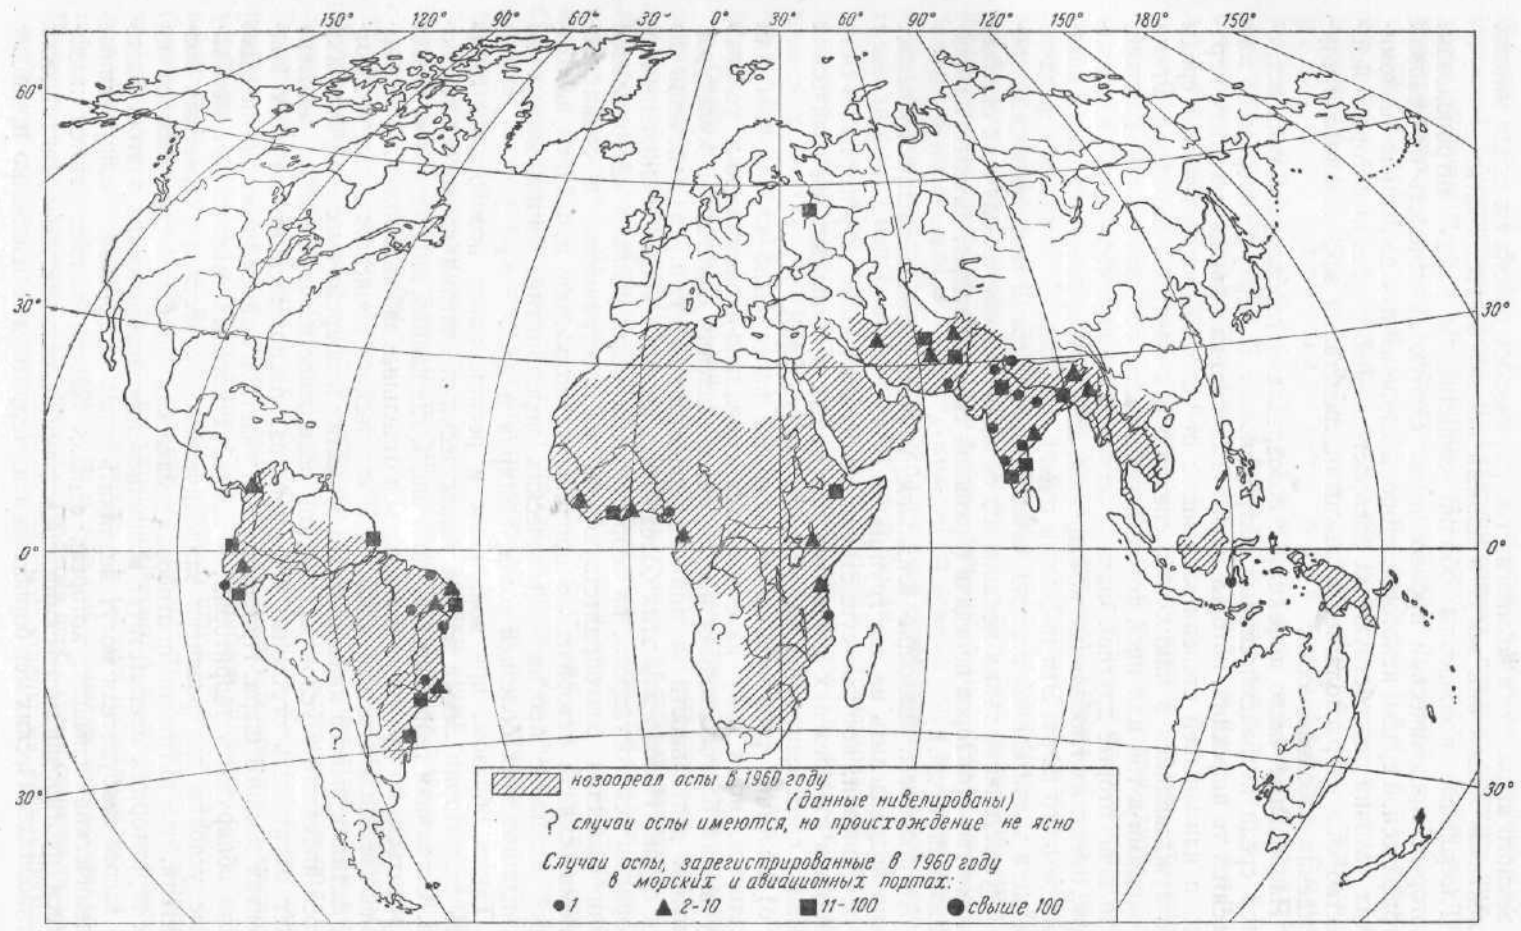 150° 120° 90° 60° 30° 0° 30° 60° 90° 120° 150° 180° 150°
60°
30° 30°
0° 0°
30° 30°
?
?
?
?
?
нозоареал оспы в 1960 году
(данные нивелированы)
? случаи оспы имеются, но происхождение не ясно
Случаи оспы, зарегистрированные в 1960 году
в морских и авиационных портах:
1 2-10 11-100 свыше 100